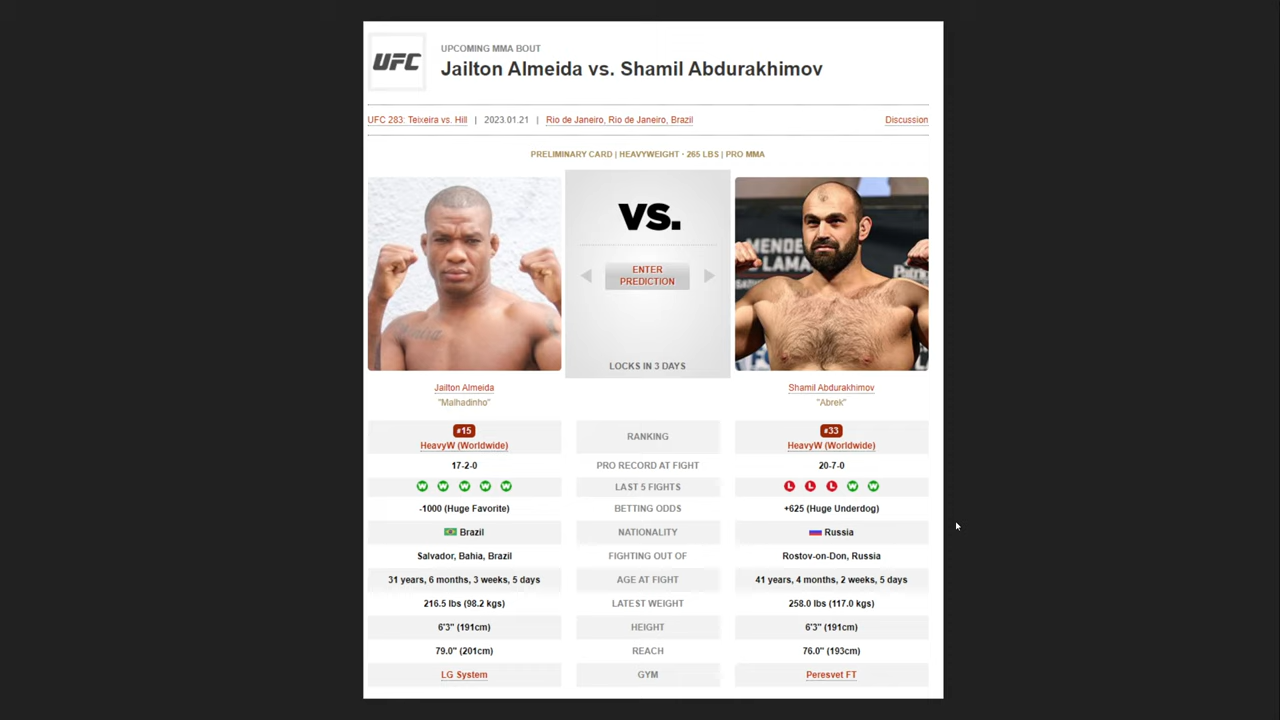 UFC
UPCOMING MMA BOUT
Jailton Almeida vs. Shamil Abdurakhimov
UFC 283: Teixeira vs. Hill | 2023.01.21 | Rio de Janeiro, Rio de Janeiro, Brazil Discussion
PRELIMINARY CARD | HEAVYWEIGHT · 265 LBS | PRO MMA
VS.
ENTER
PREDICTION
LOCKS IN 3 DAYS
MENDE
LAMA
Patri
Jailton Almeida Shamil Abdurakhimov
"Malhadinho" "Abrek"
#15 RANKING #33
HeavyW (Worldwide) HeavyW (Worldwide)
17-2-0 PRO RECORD AT FIGHT 20-7-0
W W W W W LAST 5 FIGHTS L L L W W
-1000 (Huge Favorite) BETTING ODDS +625 (Huge Underdog)
Brazil NATIONALITY Russia
Salvador, Bahia, Brazil FIGHTING OUT OF Rostov-on-Don, Russia
31 years, 6 months, 3 weeks, 5 days AGE AT FIGHT 41 years, 4 months, 2 weeks, 5 days
216.5 lbs (98.2 kgs) LATEST WEIGHT 258.0 lbs (117.0 kgs)
6'3" (191cm) HEIGHT 6'3" (191cm)
79.0" (201cm) REACH 76.0" (193cm)
LG System GYM Peresvet FT